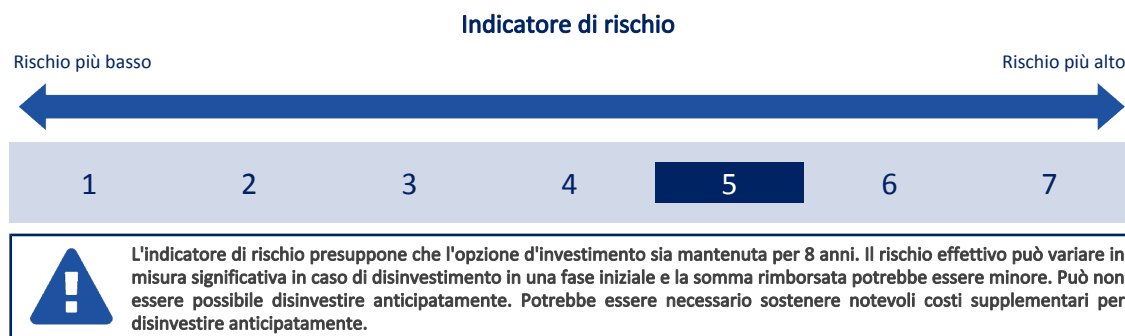 Indicatore di rischio
Rischio più basso
Rischio più alto
1 2 3 4 5 6 7
L'indicatore di rischio presuppone che l'opzione d'investimento sia mantenuta per 8 anni. Il rischio effettivo può variare in
misura significativa in caso di disinvestimento in una fase iniziale e la somma rimborsata potrebbe essere minore. Può non
essere possibile disinvestire anticipatamente. Potrebbe essere necessario sostenere notevoli costi supplementari per
disinvestire anticipatamente.